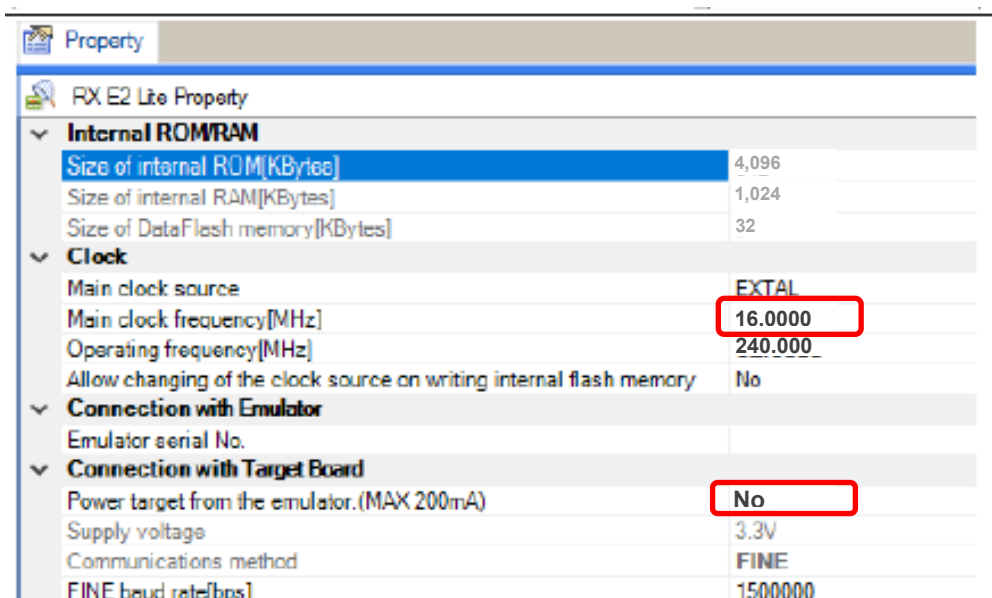 Property
RX E2 Lite Property
Internal ROM/RAM
Size of internal ROM[KBytes] 4,096
Size of internal RAM[KBytes] 1,024
Size of DataFlash memory[KBytes] 32
Clock
Main clock source EXTAL
Main clock frequency[MHz] 16.0000
Operating frequency[MHz] 240.000
Allow changing of the clock source on writing internal flash memory No
Connection with Emulator
Emulator serial No.
Connection with Target Board
Power target from the emulator.(MAX 200mA) No
Supply voltage 3.3V
Communications method FINE
FINE baud rate[bps] 1500000